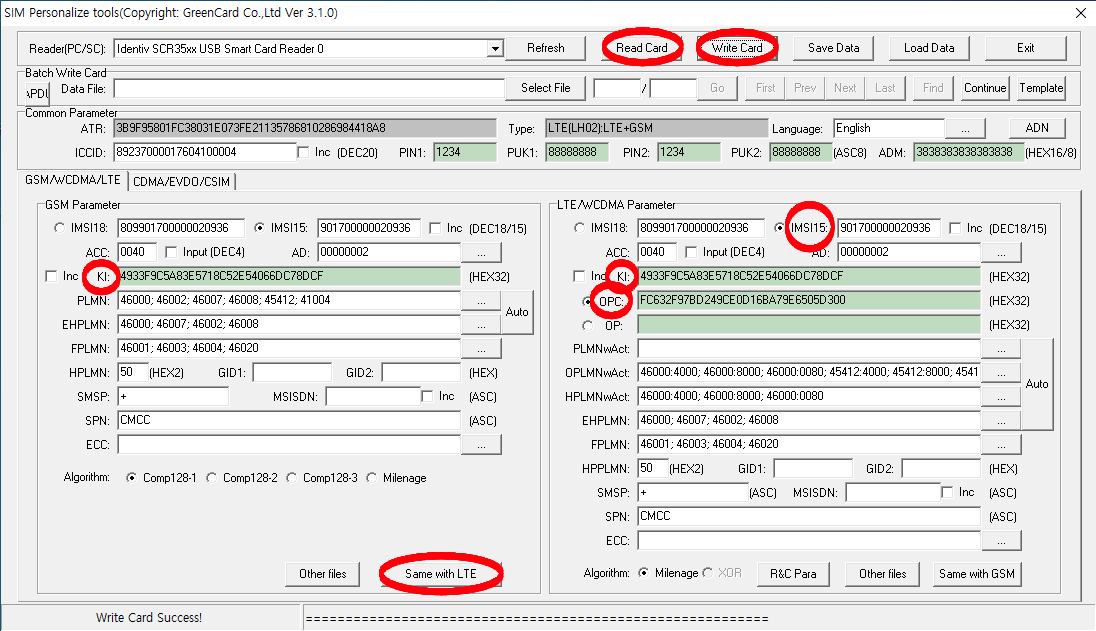 SIM Personalize tools(Copyright: GreenCard Co.,Ltd Ver 3.1.0)
Reader(PC/SC): Identiv SCR35xx USB Smart Card Reader 0 Refresh Read Card Write Card Save Data Load Data Exit
Batch Write Card
APDU Data File: Select File / Go First Prev Next Last Find Continue Template
Common Parameter
ATR: 3B9F95801FC38031E073FE21135786810286984418A8 Type: LTE(LH02):LTE+GSM Language: English ... ADN
ICCID: 89237000017604100004 Inc (DEC20) PIN1: 1234 PUK1: 88888888 PIN2: 1234 PUK2: 88888888 (ASC8) ADM: 3838383838383838 (HEX16/8)
GSM/WCDMA/LTE CDMA/EVDO/CSIM
GSM Parameter
IMSI18: 809901700000020936 IMSI15: 901700000020936 Inc (DEC18/15)
ACC: 0040 Input (DEC4) AD: 00000002 ...
Inc KI: 4933F9C5A83E5718C52E54066DC78DCF (HEX32)
PLMN: 46000; 46002; 46007; 46008; 45412; 41004 ...
Auto
EHPLMN: 46000; 46007; 46002; 46008 ...
FPLMN: 46001; 46003; 46004; 46020 ...
HPLMN: 50 (HEX2) GID1: GID2: (HEX)
SMSP: + MSISDN: Inc (ASC)
SPN: CMCC (ASC)
ECC: ...
Algorithm: Comp128-1 Comp128-2 Comp128-3 Milenage
Other files Same with LTE
LTE/WCDMA Parameter
IMSI18: 809901700000020936 IMSI15: 901700000020936 Inc (DEC18/15)
ACC: 0040 Input (DEC4) AD: 00000002 ...
Inc KI: 4933F9C5A83E5718C52E54066DC78DCF (HEX32)
OPC: FC632F97BD249CE0D16BA79E6505D300 (HEX32)
OP: (HEX32)
PLMNwAct: ...
OPLMNwAct: 46000:4000; 46000:8000; 46000:0080; 45412:4000; 45412:8000; 4541 ...
Auto
HPLMNwAct: 46000:4000; 46000:8000; 46000:0080 ...
EHPLMN: 46000; 46007; 46002; 46008 ...
FPLMN: 46001; 46003; 46004; 46020 ...
HPPLMN: 50 (HEX2) GID1: GID2: (HEX)
SMSP: + (ASC) MSISDN: Inc (ASC)
SPN: CMCC (ASC)
ECC: ...
Algorithm: Milenage XOR R&C Para Other files Same with GSM
Write Card Success! ==========================================================